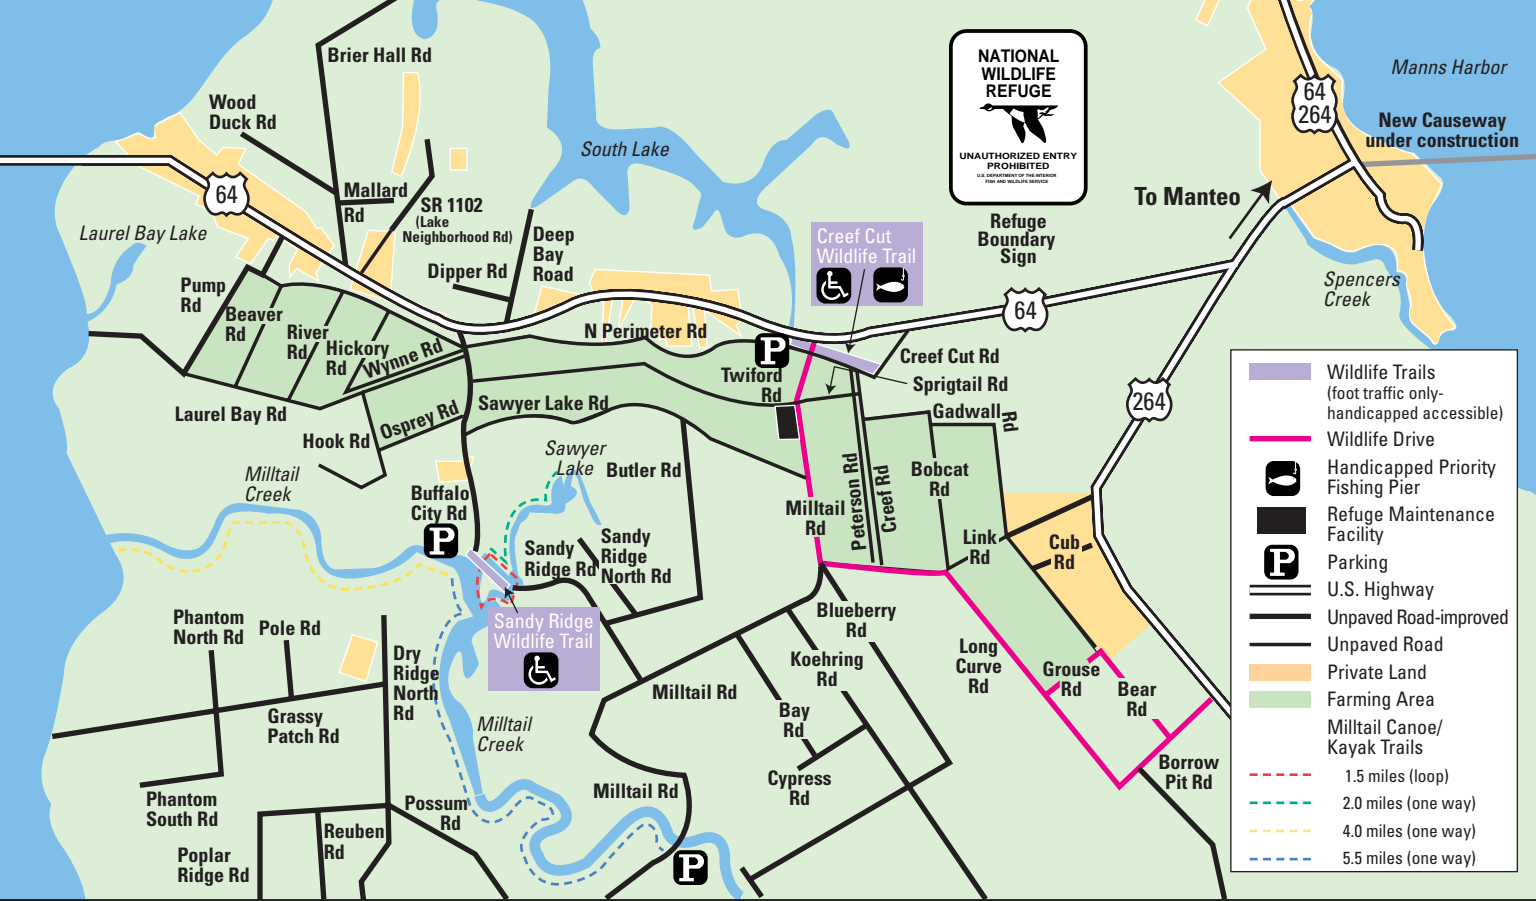 Brier Hall Rd
Wood
Duck Rd
Mallard
Rd
64
SR 1102
(Lake
Neighborhood Rd)
Dipper Rd
Deep
Bay
Road
South Lake
Laurel Bay Lake
Pump
Rd
Beaver
Rd
River
Rd
Hickory
Rd
Wynne Rd
Laurel Bay Rd
Hook Rd
Osprey Rd
Sawyer Lake Rd
N Perimeter Rd
P
Twiford
Rd
Creef Cut
Wildlife Trail
NATIONAL
WILDLIFE
REFUGE
UNAUTHORIZED ENTRY
PROHIBITED
U.S. DEPARTMENT OF THE INTERIOR
FISH AND WILDLIFE SERVICE
Refuge
Boundary
Sign
To Manteo
64
264
Manns Harbor
New Causeway
under construction
Spencers
Creek
64
264
Creef Cut Rd
Sprigtail Rd
Gadwall
Rd
Peterson Rd
Creef Rd
Bobcat
Rd
Milltail
Rd
Link
Rd
Cub
Rd
Sawyer
Lake
Butler Rd
Milltail
Creek
Buffalo
City Rd
P
Sandy
Ridge Rd
Sandy
Ridge
North Rd
Sandy Ridge
Wildlife Trail
Phantom
North Rd
Pole Rd
Dry
Ridge
North
Rd
Grassy
Patch Rd
Phantom
South Rd
Poplar
Ridge Rd
Reuben
Rd
Possum
Rd
Milltail
Creek
Milltail Rd
Milltail Rd
P
Blueberry
Rd
Koehring
Rd
Bay
Rd
Cypress
Rd
Long
Curve
Rd
Grouse
Rd
Bear
Rd
Borrow
Pit Rd
Wildlife Trails
(foot traffic only-
handicapped accessible)
Wildlife Drive
Handicapped Priority
Fishing Pier
Refuge Maintenance
Facility
P
Parking
U.S. Highway
Unpaved Road-improved
Unpaved Road
Private Land
Farming Area
Milltail Canoe/
Kayak Trails
1.5 miles (loop)
2.0 miles (one way)
4.0 miles (one way)
5.5 miles (one way)